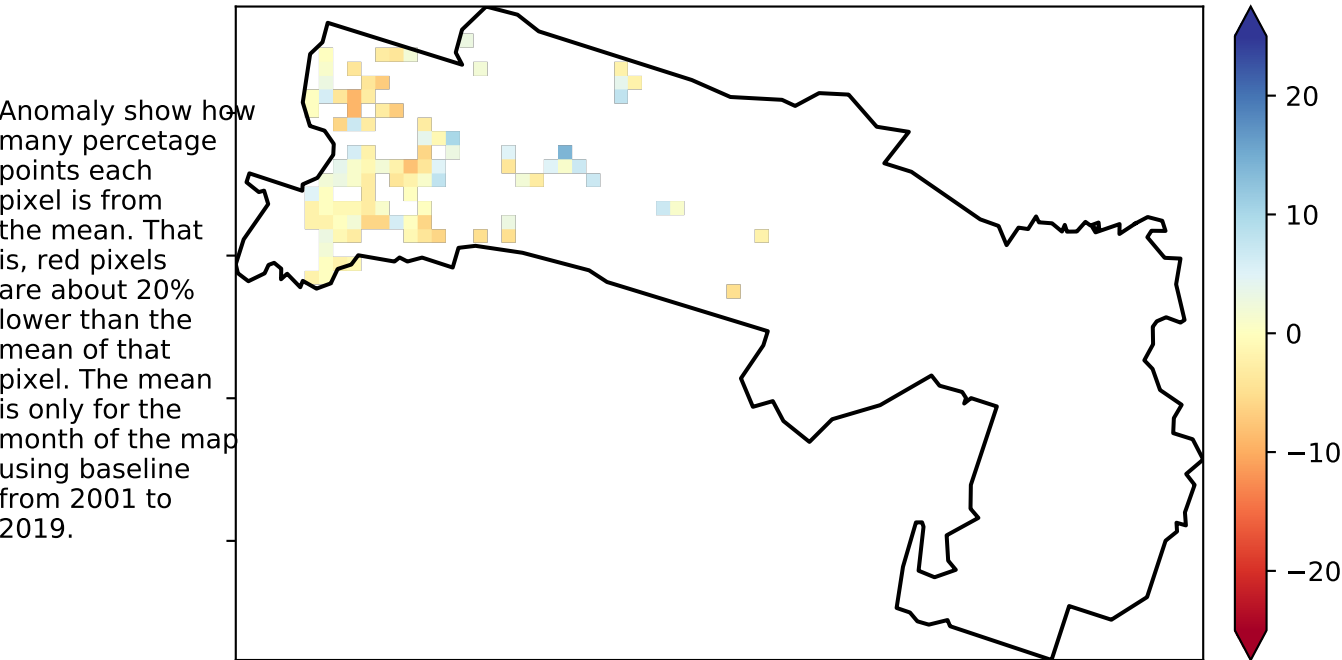 Anomaly show how
many percetage
points each
pixel is from
the mean. That
is, red pixels
are about 20%
lower than the
mean of that
pixel. The mean
is only for the
month of the map
using baseline
from 2001 to
2019.
20
10
0
−10
−20